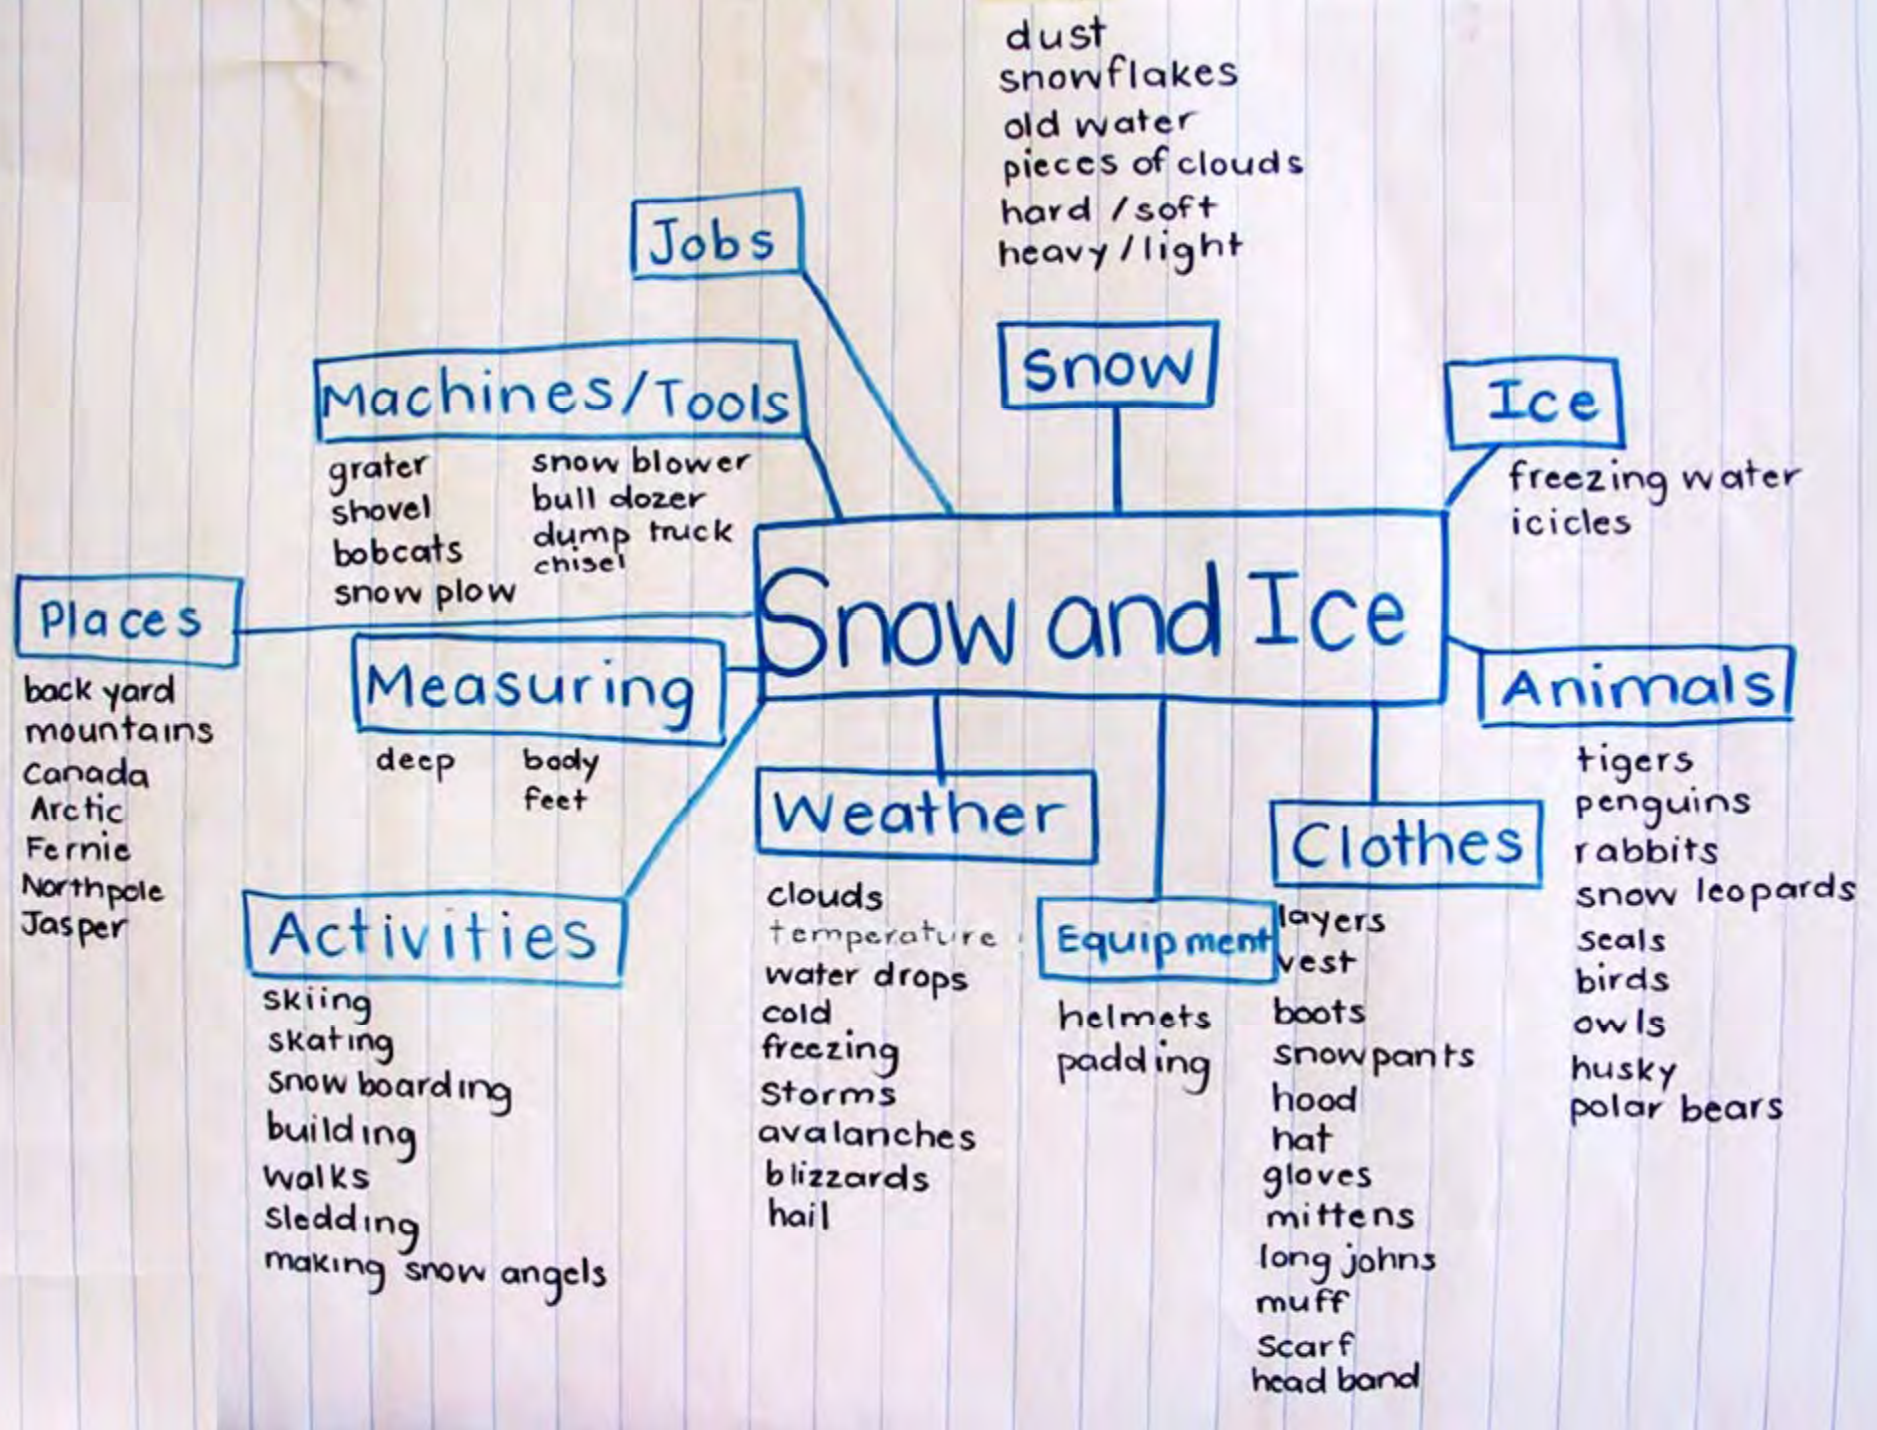 dust
snowflakes
old water
pieces of clouds
hard / soft
heavy / light
Jobs
Snow
Machines/Tools
grater
shovel
bobcats
snow plow
snow blower
bull dozer
dump truck
chisel
Ice
freezing water
icicles
Snow and Ice
Places
back yard
mountains
Canada
Arctic
Fernie
Northpole
Jasper
Measuring
deep
body
feet
Animals
tigers
penguins
rabbits
snow leopards
seals
birds
owls
husky
polar bears
Activities
skiing
skating
snow boarding
building
walks
sledding
making snow angels
Weather
clouds
temperature
water drops
cold
freezing
storms
avalanches
blizzards
hail
Equipment
helmets
padding
Clothes
layers
vest
boots
snowpants
hood
hat
gloves
mittens
long johns
muff
scarf
head band